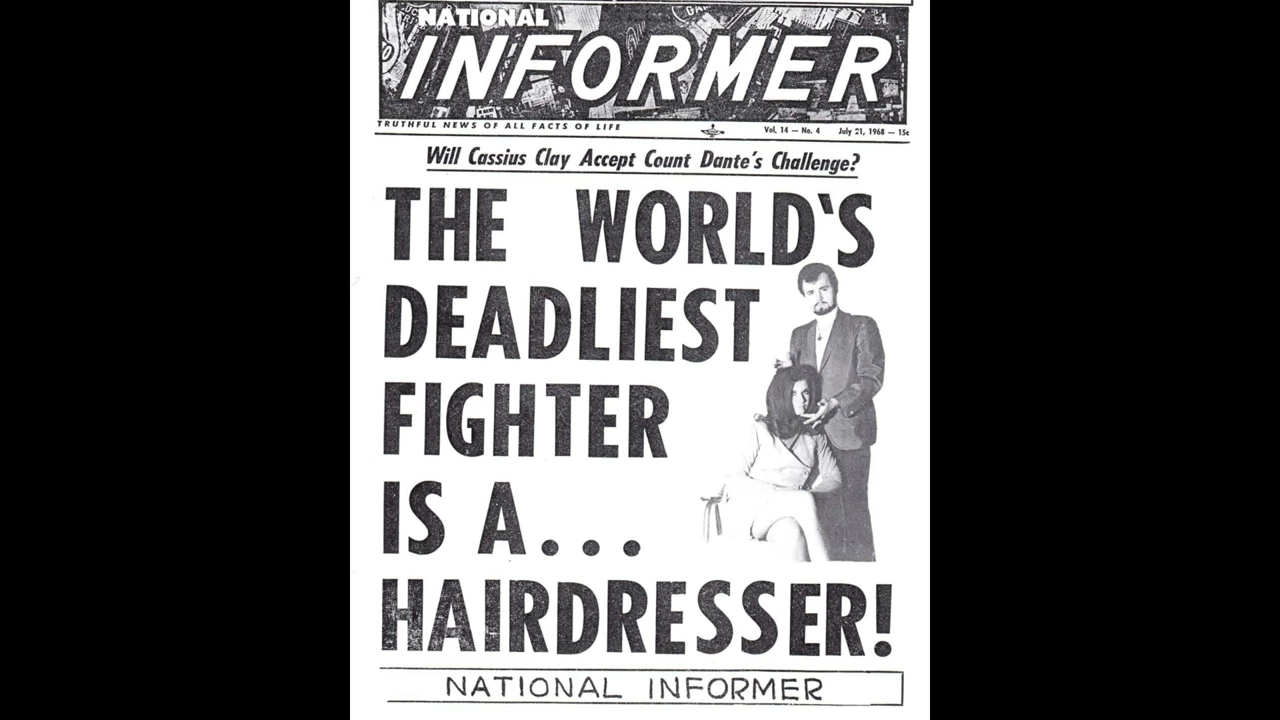 NATIONAL
INFORMER
TRUTHFUL NEWS OF ALL FACTS OF LIFE
Vol. 14 — No. 4 July 21, 1968 — 15¢
Will Cassius Clay Accept Count Dante's Challenge?
THE WORLD'S
DEADLIEST
FIGHTER
IS A...
HAIRDRESSER!
NATIONAL INFORMER